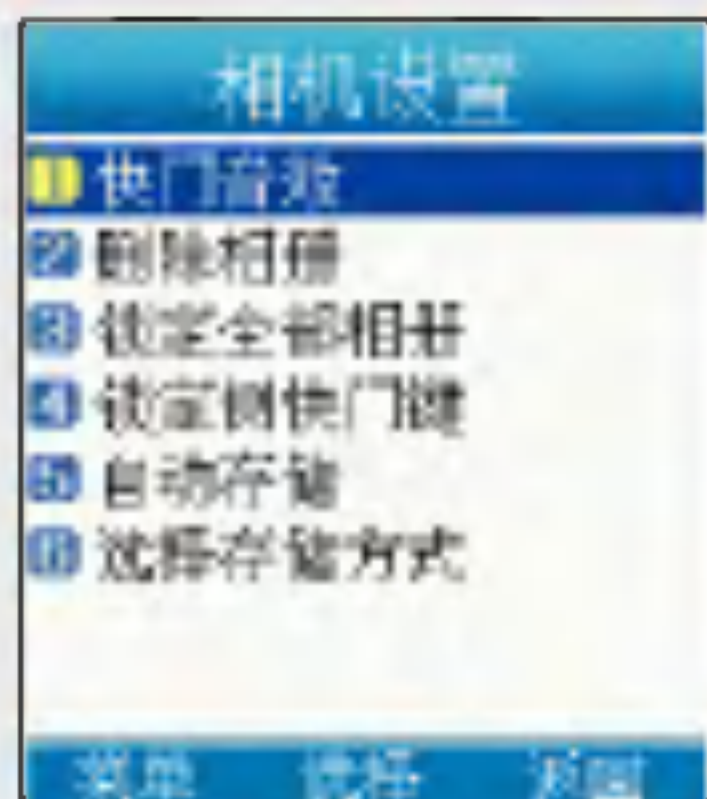 相机设置
1 快门音效
2 删除相册
3 锁定全部相册
4 锁定侧快门键
5 自动存储
6 选择存储方式
菜单 选择 返回